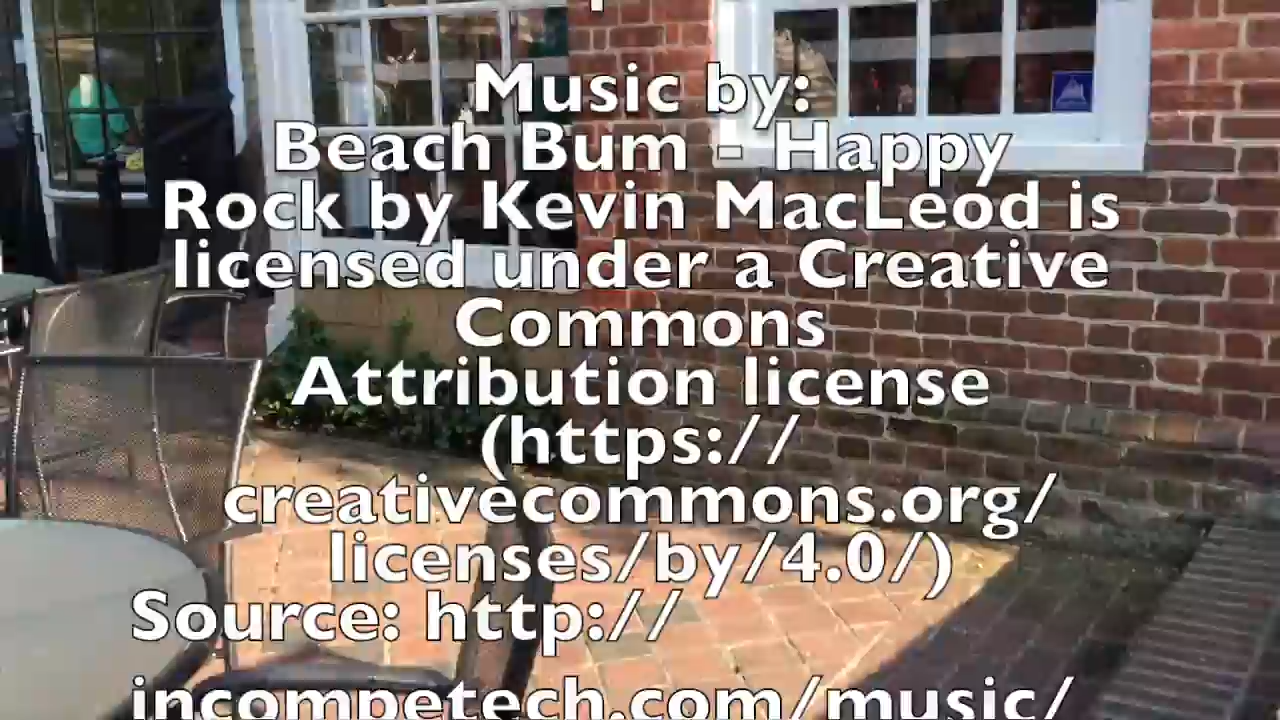 Music by:
Beach Bum - Happy
Rock by Kevin MacLeod is
licensed under a Creative
Commons
Attribution license
(https://
creativecommons.org/
licenses/by/4.0/)
Source: http://
incompetech.com/music/